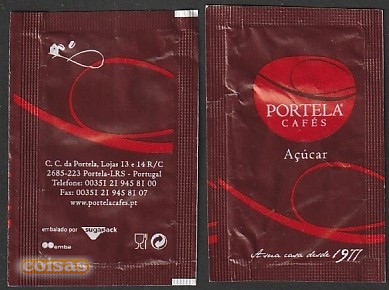 C. C. da Portela, Lojas 13 e 14 R/C
2685-223 Portela-LRS - Portugal
Telefone: 00351 21 945 81 00
Fax: 00351 21 945 81 07
www.portelacafes.pt
embalado por sugarpack
amba
coisas
PORTELA
CAFÉS
Açúcar
A sua casa desde 1977